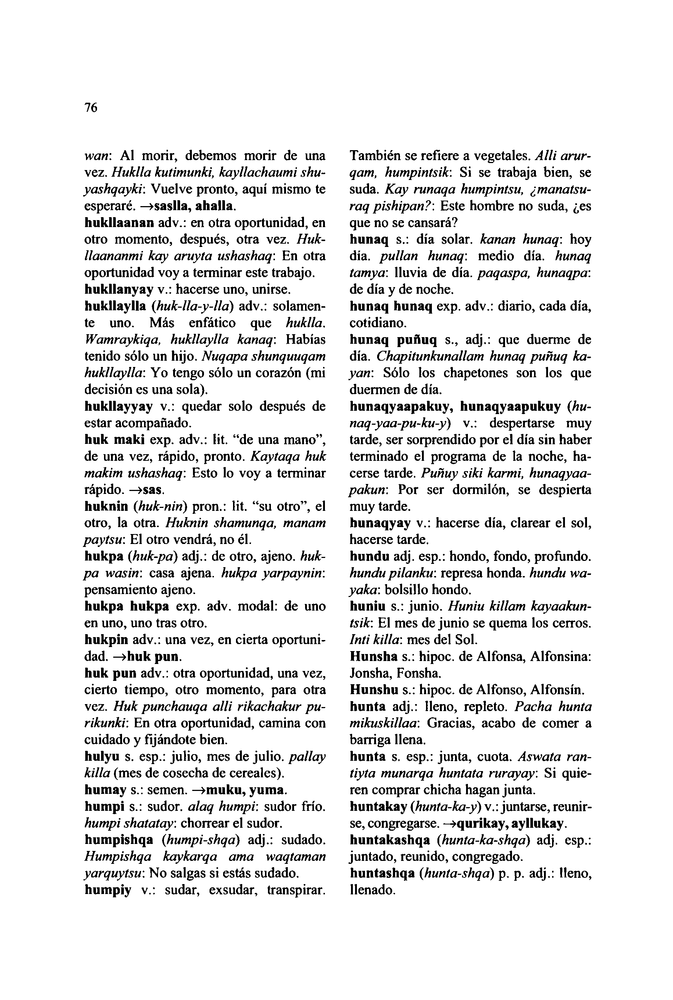 76
wan: Al morir, debemos morir de una
vez. Huklla kutimunki, kayllachaumi shu-
yashqayki: Vuelve pronto, aquí mismo te
esperaré. →saslla, ahalla.
hukllaanan adv.: en otra oportunidad, en
otro momento, después, otra vez. Huk-
llaananmi kay aruyta ushashaq: En otra
oportunidad voy a terminar este trabajo.
hukllanyay v.: hacerse uno, unirse.
hukllaylla (huk-lla-y-lla) adv.: solamen-
te uno. Más enfático que huklla.
Wamraykiqa, hukllaylla kanaq: Habías
tenido sólo un hijo. Nuqapa shunquuqam
hukllaylla: Yo tengo sólo un corazón (mi
decisión es una sola).
hukllayyay v.: quedar solo después de
estar acompañado.
huk maki exp. adv.: lit. “de una mano”,
de una vez, rápido, pronto. Kaytaqa huk
makim ushashaq: Esto lo voy a terminar
rápido. →sas.
huknin (huk-nin) pron.: lit. “su otro”, el
otro, la otra. Huknin shamunqa, manam
paytsu: El otro vendrá, no él.
hukpa (huk-pa) adj.: de otro, ajeno. huk-
pa wasin: casa ajena. hukpa yarpaynin:
pensamiento ajeno.
hukpa hukpa exp. adv. modal: de uno
en uno, uno tras otro.
hukpin adv.: una vez, en cierta oportuni-
dad. →huk pun.
huk pun adv.: otra oportunidad, una vez,
cierto tiempo, otro momento, para otra
vez. Huk punchauqa alli rikachakur pu-
rikunki: En otra oportunidad, camina con
cuidado y fijándote bien.
hulyu s. esp.: julio, mes de julio. pallay
killa (mes de cosecha de cereales).
humay s.: semen. →muku, yuma.
humpi s.: sudor. alaq humpi: sudor frío.
humpi shatatay: chorrear el sudor.
humpishqa (humpi-shqa) adj.: sudado.
Humpishqa kaykarqa ama waqtaman
yarquytsu: No salgas si estás sudado.
humpiy v.: sudar, exsudar, transpirar.
También se refiere a vegetales. Alli arur-
qam, humpintsik: Si se trabaja bien, se
suda. Kay runaqa humpintsu, ¿manatsu-
raq pishipan?: Este hombre no suda, ¿es
que no se cansará?
hunaq s.: día solar. kanan hunaq: hoy
día. pullan hunaq: medio día. hunaq
tamya: lluvia de día. paqaspa, hunaqpa:
de día y de noche.
hunaq hunaq exp. adv.: diario, cada día,
cotidiano.
hunaq puñuq s., adj.: que duerme de
día. Chapitunkunallam hunaq puñuq ka-
yan: Sólo los chapetones son los que
duermen de día.
hunaqyaapakuy, hunaqyaapukuy (hu-
naq-yaa-pu-ku-y) v.: despertarse muy
tarde, ser sorprendido por el día sin haber
terminado el programa de la noche, ha-
cerse tarde. Puñuy siki karmi, hunaqyaa-
pakun: Por ser dormilón, se despierta
muy tarde.
hunaqyay v.: hacerse día, clarear el sol,
hacerse tarde.
hundu adj. esp.: hondo, fondo, profundo.
hundu pilanku: represa honda. hundu wa-
yaka: bolsillo hondo.
huniu s.: junio. Huniu killam kayaakun-
tsik: El mes de junio se quema los cerros.
Inti killa: mes del Sol.
Hunsha s.: hipoc. de Alfonsa, Alfonsina:
Jonsha, Fonsha.
Hunshu s.: hipoc. de Alfonso, Alfonsín.
hunta adj.: lleno, repleto. Pacha hunta
mikuskillaa: Gracias, acabo de comer a
barriga llena.
hunta s. esp.: junta, cuota. Aswata ran-
tiyta munarqa huntata rurayay: Si quie-
ren comprar chicha hagan junta.
huntakay (hunta-ka-y) v.: juntarse, reunir-
se, congregarse. →qurikay, ayllukay.
huntakashqa (hunta-ka-shqa) adj. esp.:
juntado, reunido, congregado.
huntashqa (hunta-shqa) p. p. adj.: lleno,
llenado.